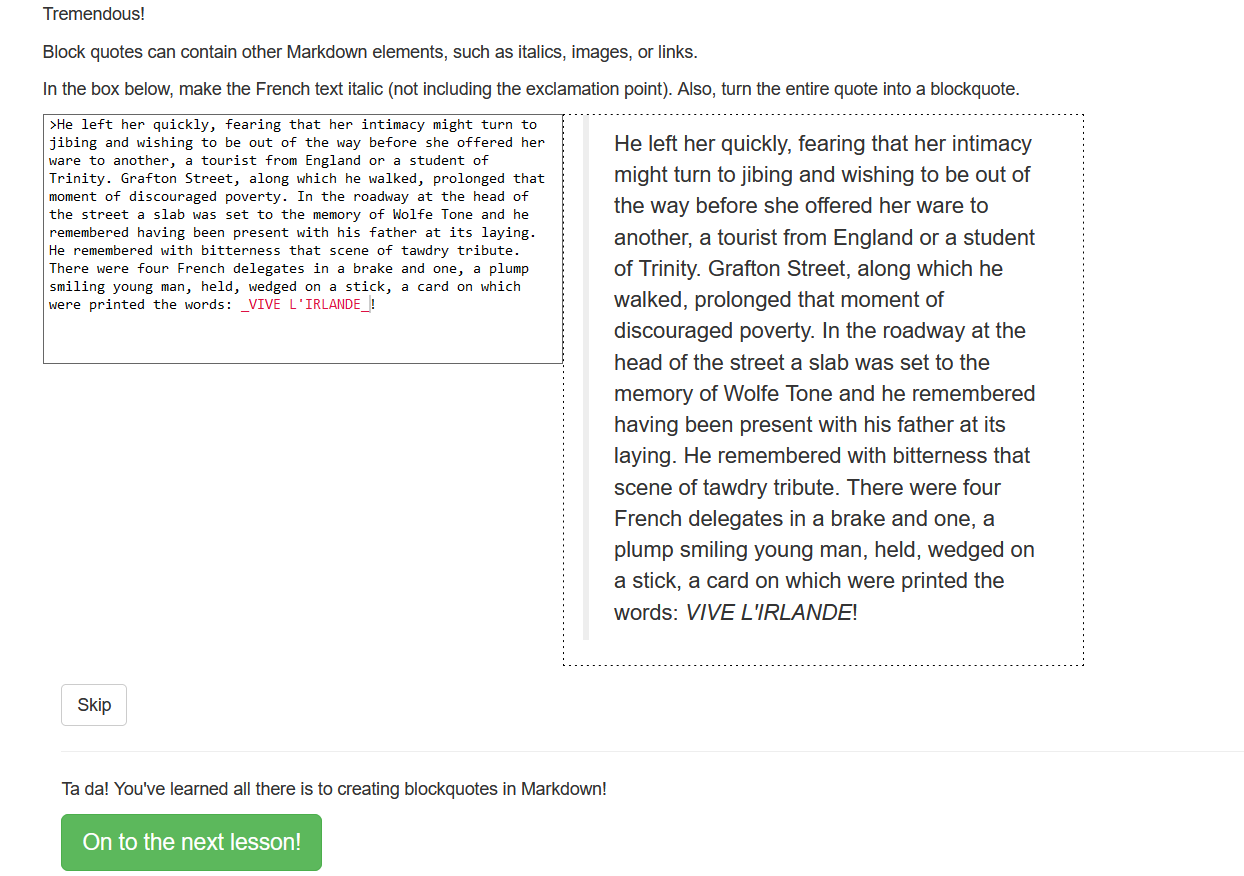 Tremendous!
Block quotes can contain other Markdown elements, such as italics, images, or links.
In the box below, make the French text italic (not including the exclamation point). Also, turn the entire quote into a blockquote.
>He left her quickly, fearing that her intimacy might turn to
jibing and wishing to be out of the way before she offered her
ware to another, a tourist from England or a student of
Trinity. Grafton Street, along which he walked, prolonged that
moment of discouraged poverty. In the roadway at the head of
the street a slab was set to the memory of Wolfe Tone and he
remembered having been present with his father at its laying.
He remembered with bitterness that scene of tawdry tribute.
There were four French delegates in a brake and one, a plump
smiling young man, held, wedged on a stick, a card on which
were printed the words: _VIVE L'IRLANDE_!
He left her quickly, fearing that her intimacy
might turn to jibing and wishing to be out of
the way before she offered her ware to
another, a tourist from England or a student
of Trinity. Grafton Street, along which he
walked, prolonged that moment of
discouraged poverty. In the roadway at the
head of the street a slab was set to the
memory of Wolfe Tone and he remembered
having been present with his father at its
laying. He remembered with bitterness that
scene of tawdry tribute. There were four
French delegates in a brake and one, a
plump smiling young man, held, wedged on
a stick, a card on which were printed the
words: VIVE L'IRLANDE!
Skip
Ta da! You've learned all there is to creating blockquotes in Markdown!
On to the next lesson!